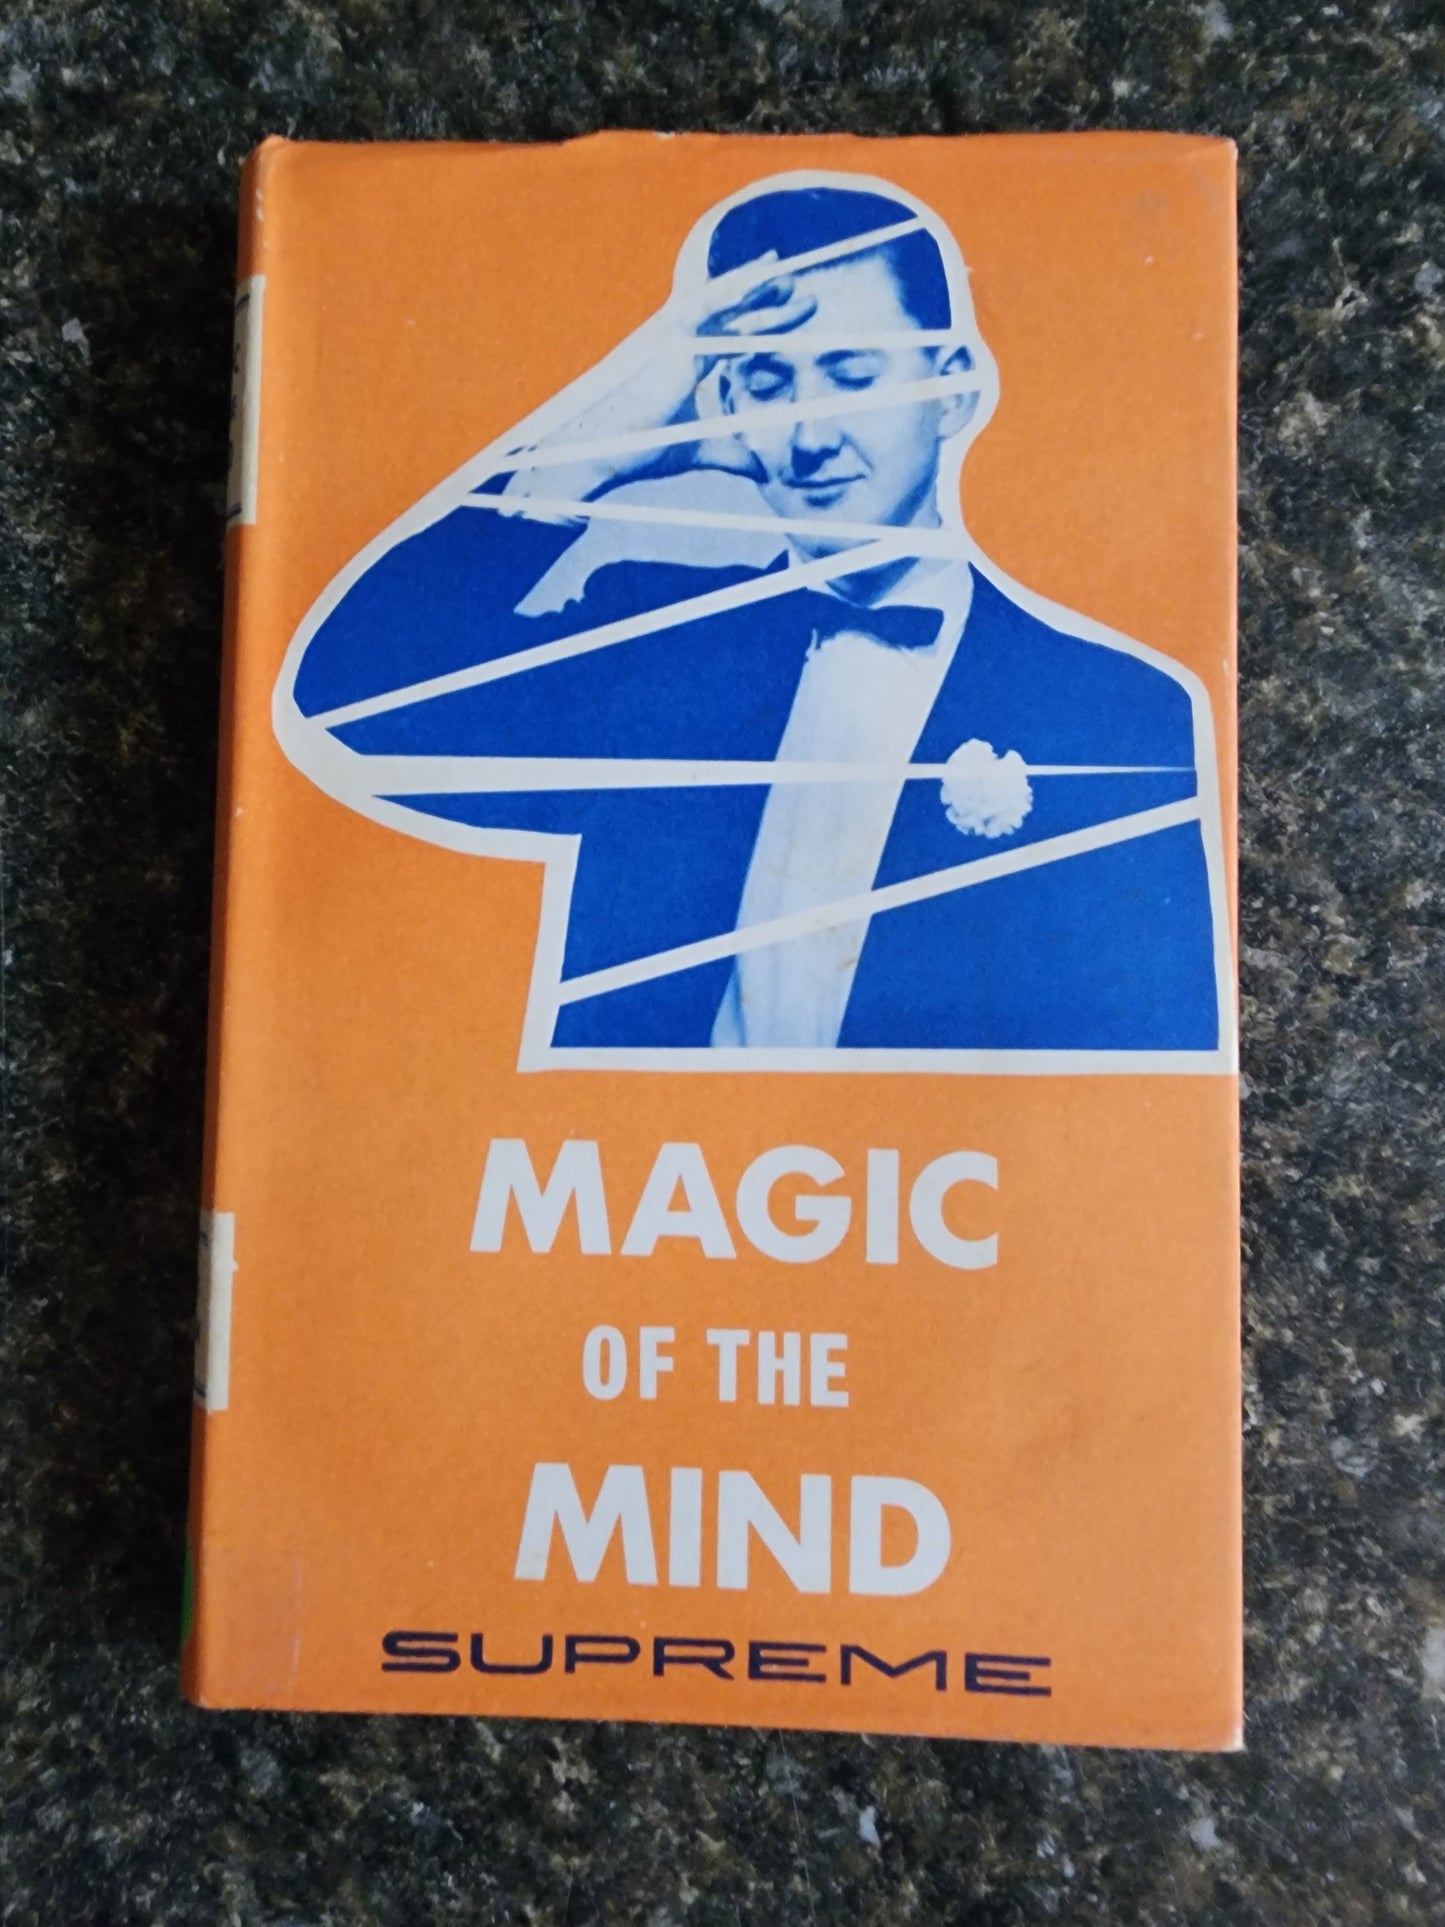 MAGIC
OF THE
MIND
SUPREME